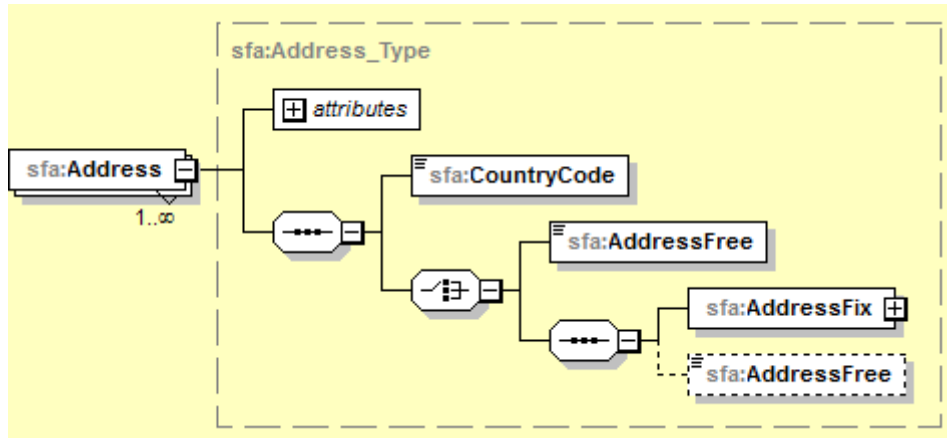 sfa:Address_Type
attributes
sfa:Address
1..∞
sfa:CountryCode
sfa:AddressFree
sfa:AddressFix
sfa:AddressFree